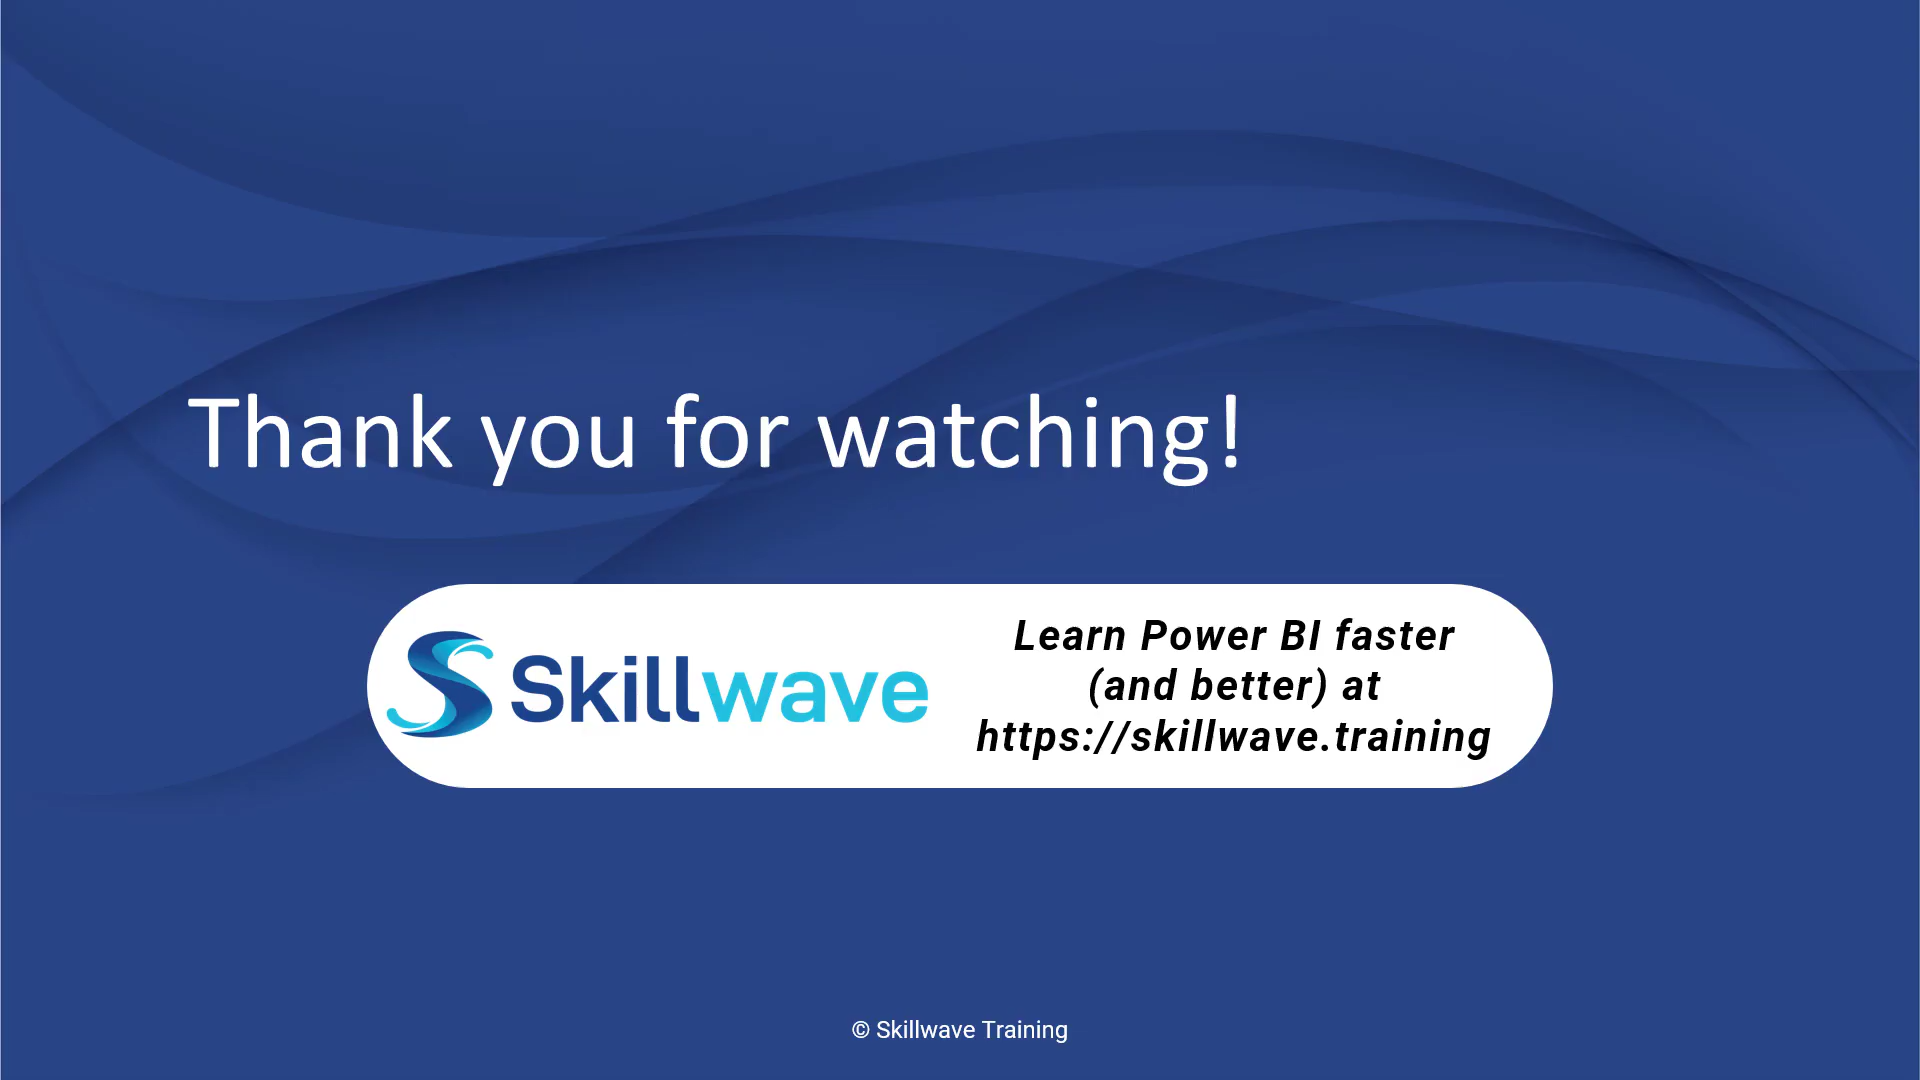 Thank you for watching!
Skillwave
Learn Power BI faster
(and better) at
https://skillwave.training
© Skillwave Training